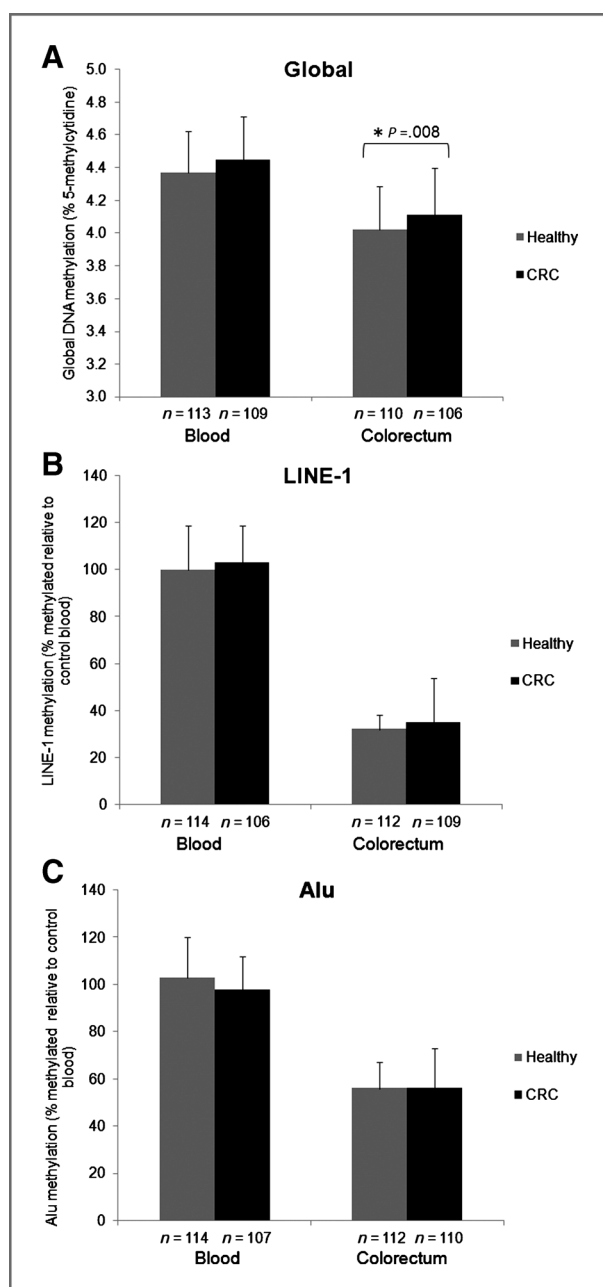 A
Global
Global DNA methylation (% 5-methylcytidine)
5.0
4.8
4.6
4.4
4.2
4.0
3.8
3.6
3.4
3.2
3.0
* P =.008
Healthy
CRC
n = 113 n = 109 n = 110 n = 106
Blood Colorectum
B
LINE-1
LINE-1 methylation (% methylated relative to
control blood)
140
120
100
80
60
40
20
0
Healthy
CRC
n = 114 n = 106 n = 112 n = 109
Blood Colorectum
C
Alu
Alu methylation (% methylated relative to control
blood)
140
120
100
80
60
40
20
0
Healthy
CRC
n = 114 n = 107 n = 112 n = 110
Blood Colorectum